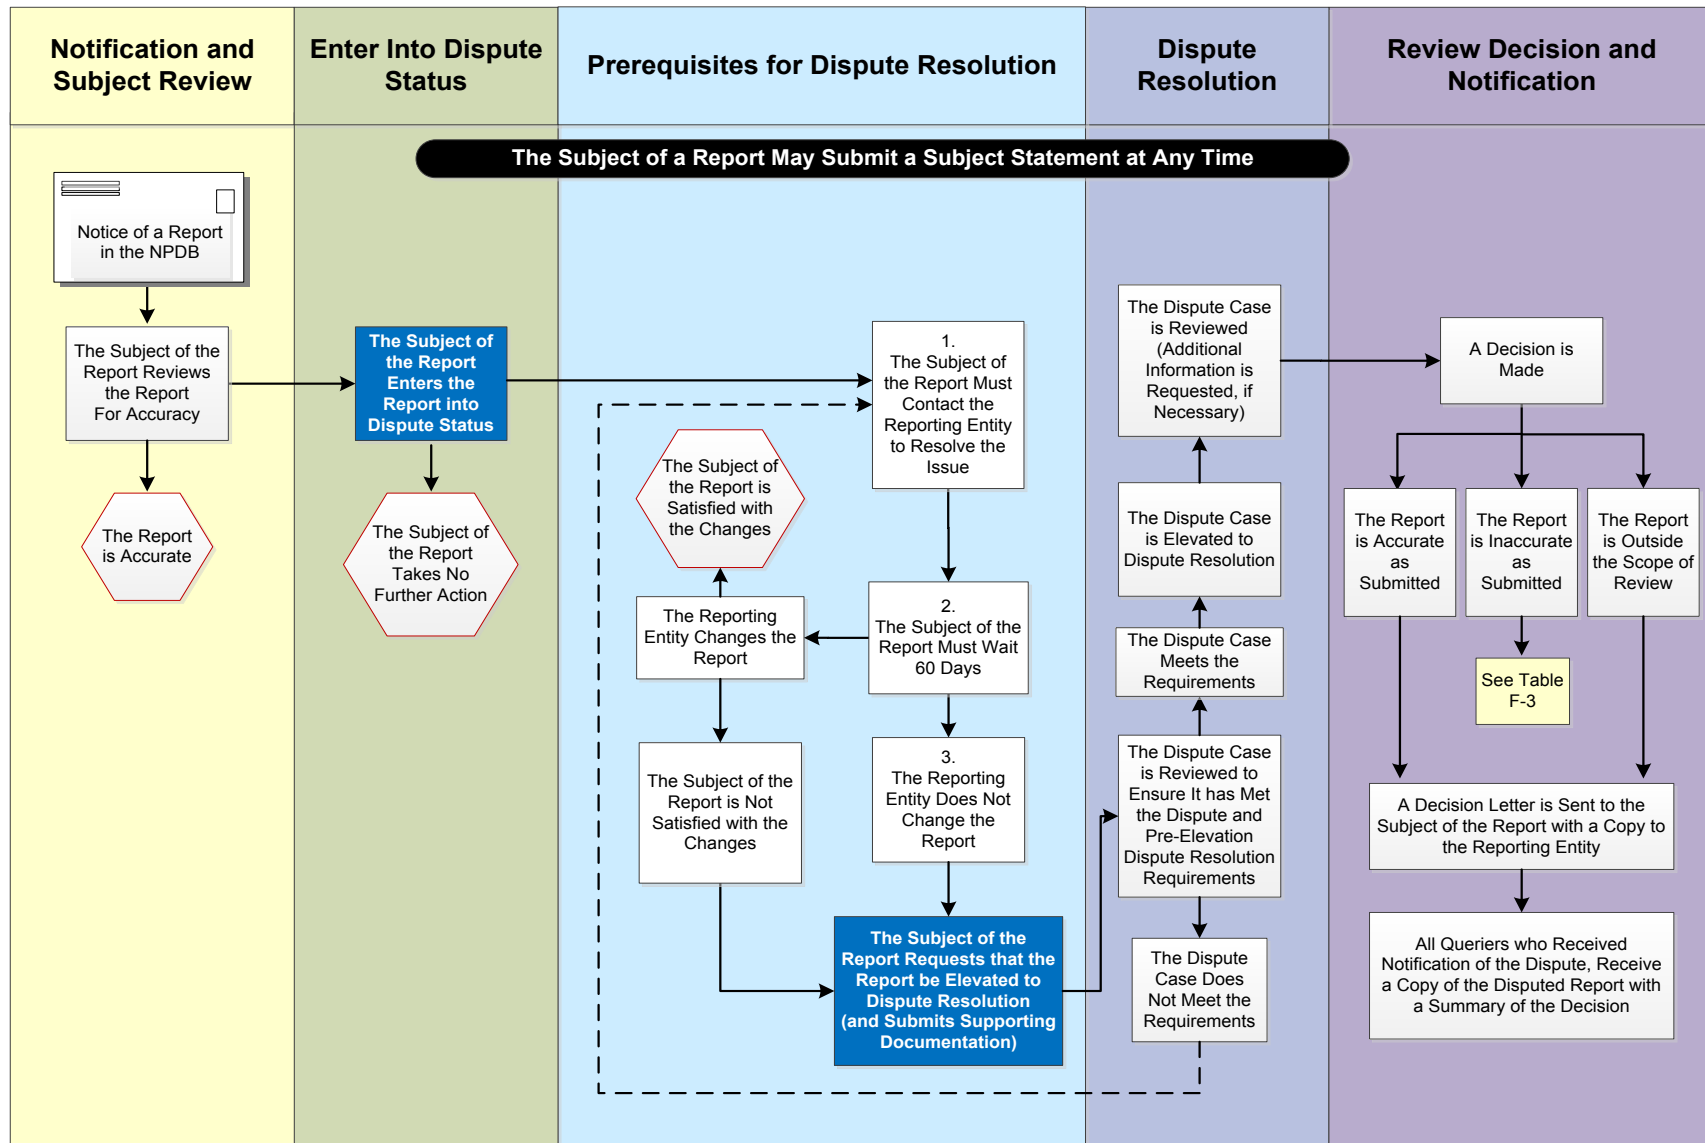 Notification and
Subject Review
Enter Into Dispute
Status
Prerequisites for Dispute Resolution
Dispute
Resolution
Review Decision and
Notification
The Subject of a Report May Submit a Subject Statement at Any Time
Notice of a Report
in the NPDB
The Subject of the
Report Reviews
the Report
For Accuracy
The Report
is Accurate
The Subject of
the Report
Enters the
Report into
Dispute Status
The Subject of
the Report
Takes No
Further Action
1.
The Subject of
the Report Must
Contact the
Reporting Entity
to Resolve the
Issue
The Subject of
the Report is
Satisfied with
the Changes
The Reporting
Entity Changes the
Report
2.
The Subject of the
Report Must Wait
60 Days
The Subject of the
Report is Not
Satisfied with the
Changes
3.
The Reporting
Entity Does Not
Change the
Report
The Subject of the
Report Requests that the
Report be Elevated to
Dispute Resolution
(and Submits Supporting
Documentation)
The Dispute Case
is Reviewed
(Additional
Information is
Requested, if
Necessary)
The Dispute Case
is Elevated to
Dispute Resolution
The Dispute Case
Meets the
Requirements
The Dispute Case
is Reviewed to
Ensure It has Met
the Dispute and
Pre-Elevation
Dispute Resolution
Requirements
The Dispute
Case Does
Not Meet the
Requirements
A Decision is
Made
The Report
is Accurate
as
Submitted
The Report
is Inaccurate
as
Submitted
The Report
is Outside
the Scope of
Review
See Table
F-3
A Decision Letter is Sent to the
Subject of the Report with a Copy to
the Reporting Entity
All Queriers who Received
Notification of the Dispute, Receive
a Copy of the Disputed Report with
a Summary of the Decision